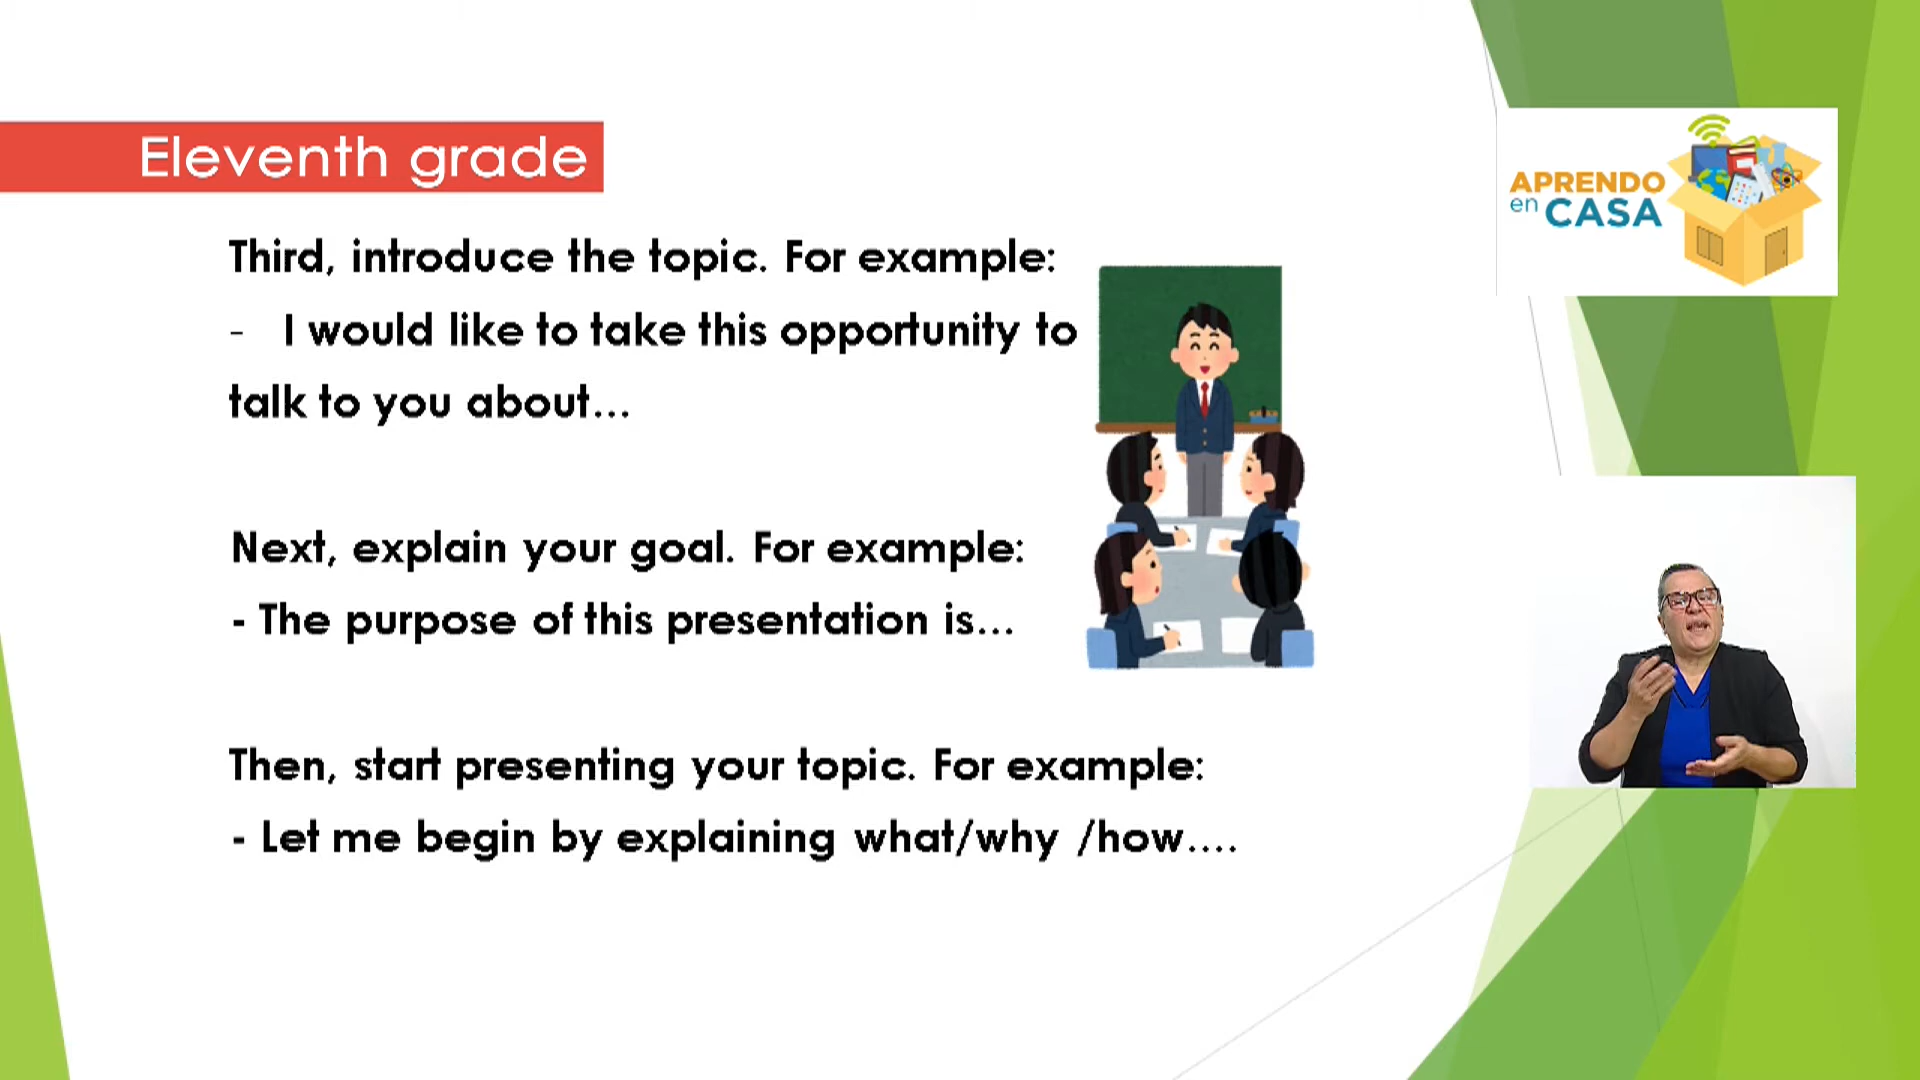 Eleventh grade
APRENDO
en CASA
Third, introduce the topic. For example:
- I would like to take this opportunity to
talk to you about...
Next, explain your goal. For example:
- The purpose of this presentation is...
Then, start presenting your topic. For example:
- Let me begin by explaining what/why /how....